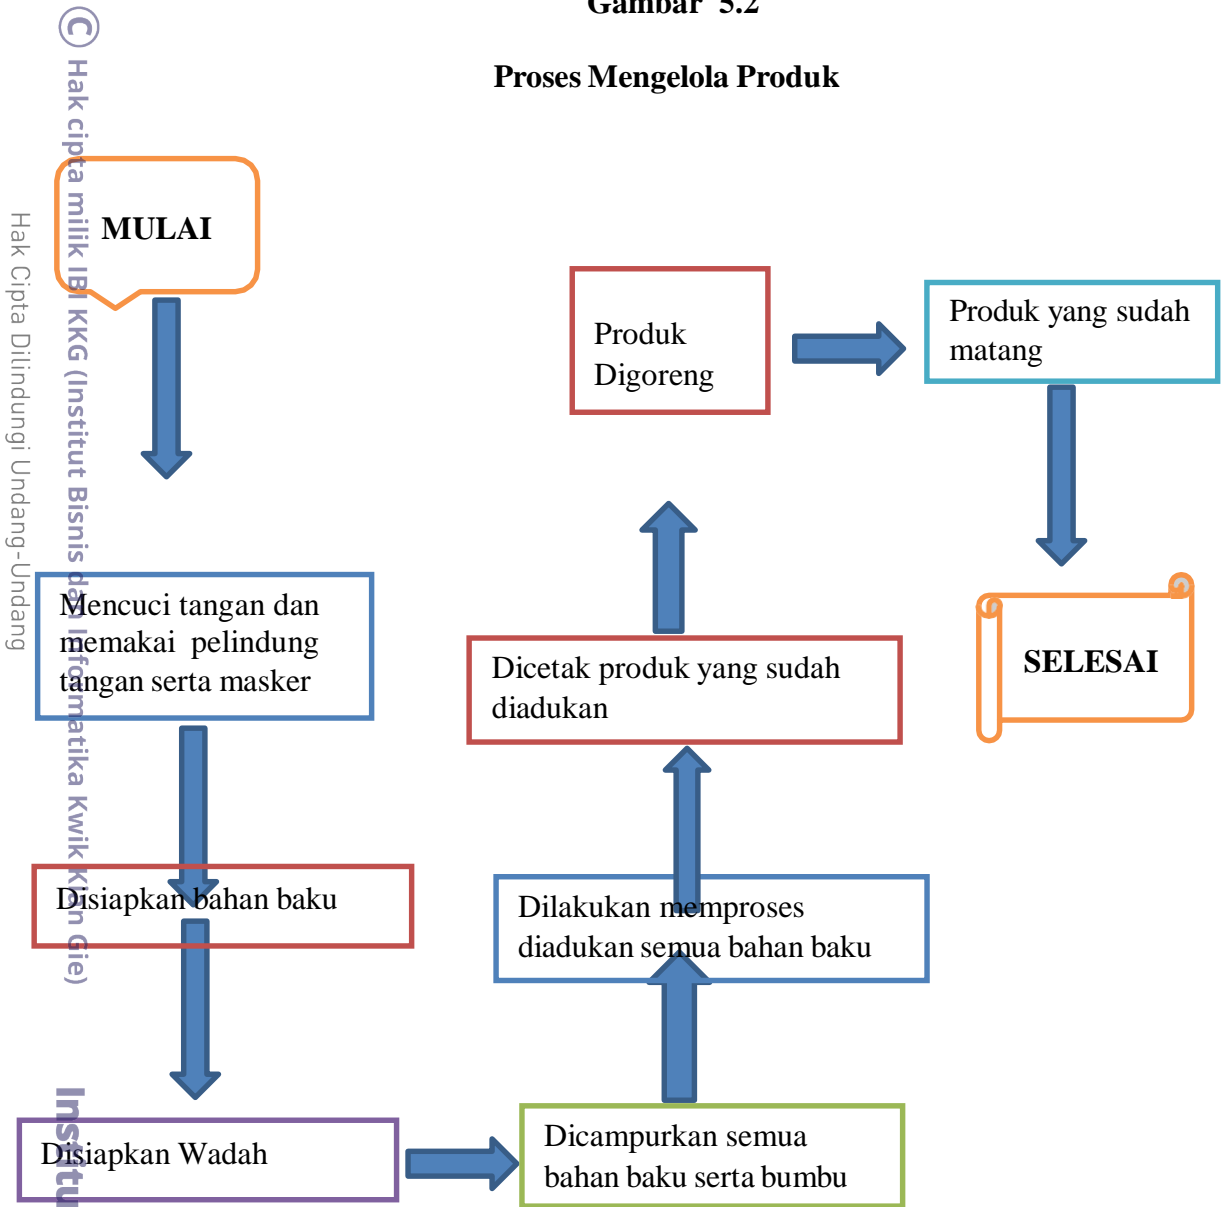 Gambar 5.2
Proses Mengelola Produk
© Hak cipta milik IBI KKG (Institut Bisnis dan Informatika Kwik Kian Gie)
Hak Cipta Dilindungi Undang-Undang
MULAI
Mencuci tangan dan
memakai pelindung
tangan serta masker
Disiapkan bahan baku
Disiapkan Wadah
Dicampurkan semua
bahan baku serta bumbu
Dilakukan memproses
diadukan semua bahan baku
Dicetak produk yang sudah
diadukan
Produk
Digoreng
Produk yang sudah
matang
SELESAI
Institu